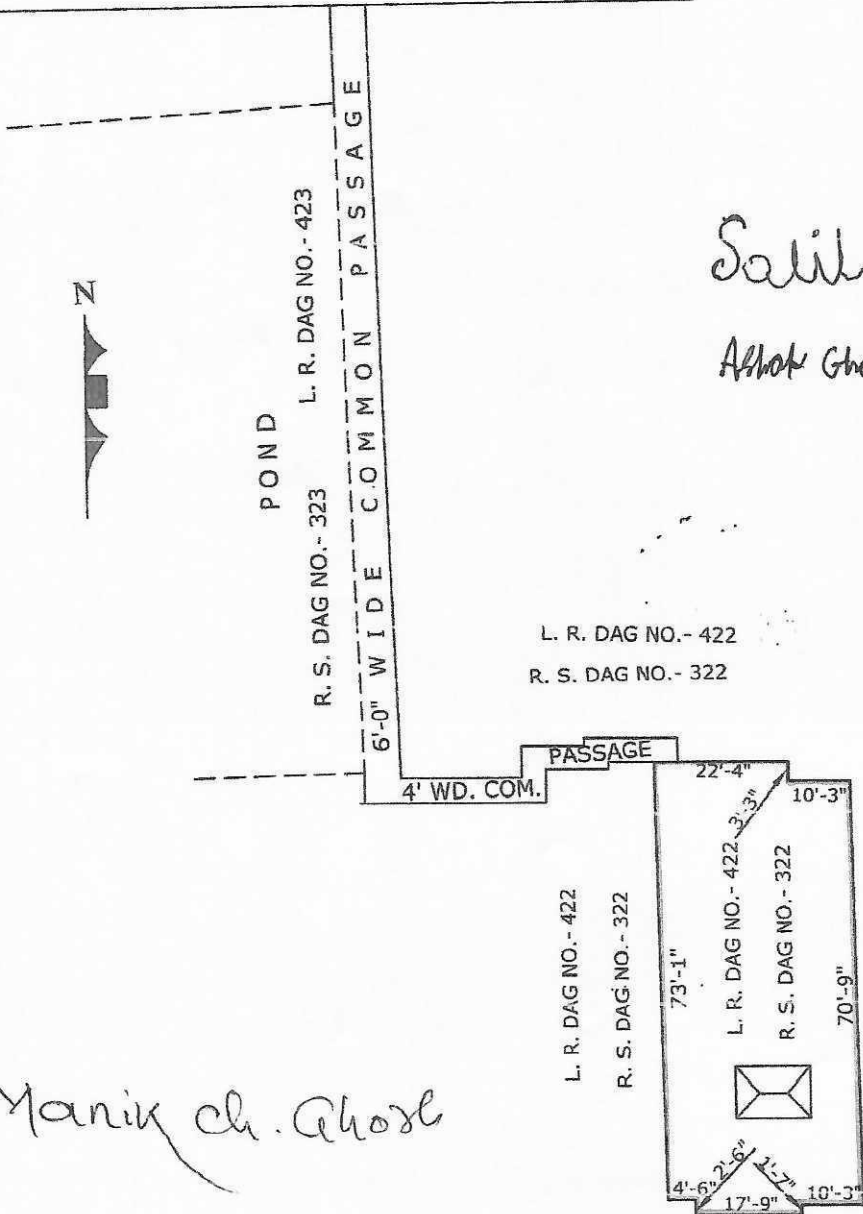 N
6'-0" WIDE COMMON PASSAGE
L. R. DAG NO.- 423
POND
R. S. DAG NO.- 323
L. R. DAG NO.- 422
R. S. DAG NO.- 322
PASSAGE
4' WD. COM.
22'-4"
10'-3"
3'-3"
L. R. DAG NO.- 422
R. S. DAG NO.- 322
73'-1"
L. R. DAG NO.- 422
R. S. DAG NO.- 322
70'-9"
Manik Ch. Ghosh
2'-6"
1'-7"
4'-6"
17'-9"
10'-3"